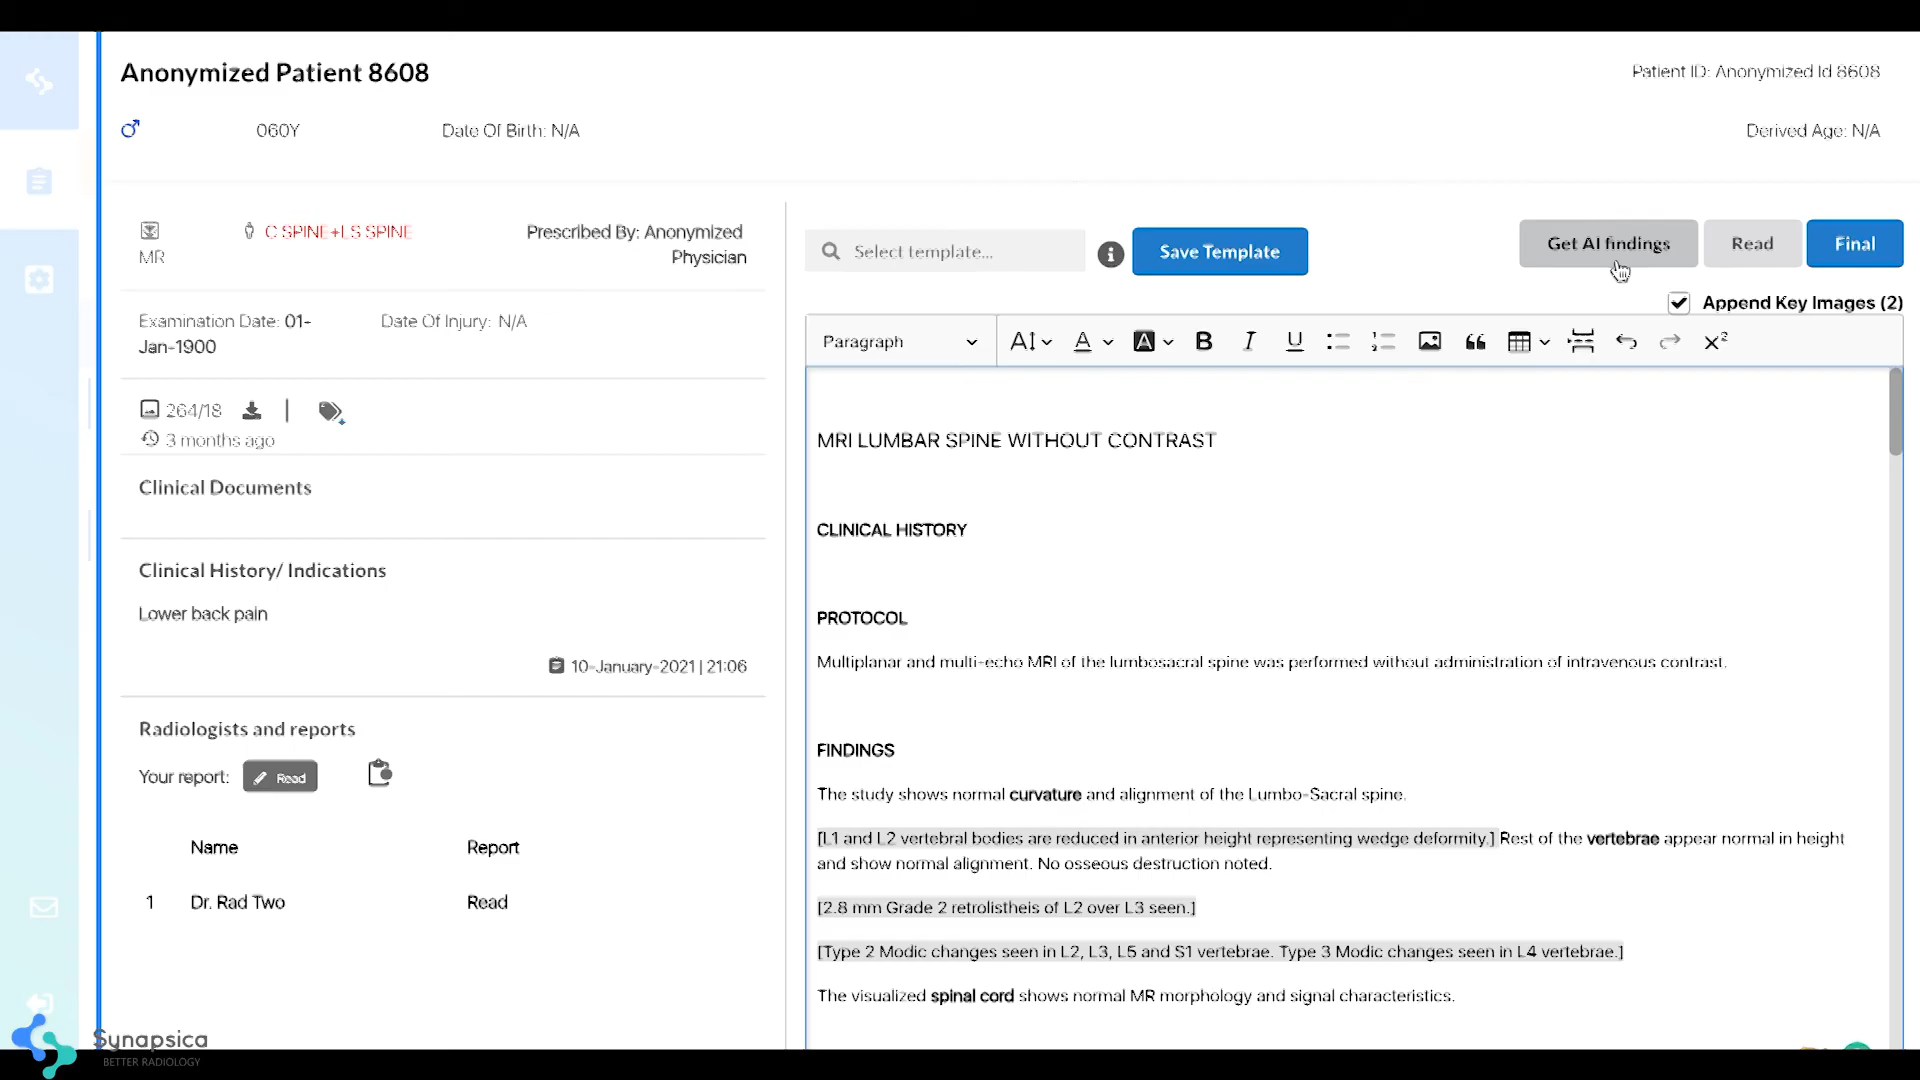 Anonymized Patient 8608
Patient ID: Anonymized Id 8608
060Y
Date Of Birth: N/A
Derived Age: N/A
MR
C SPINE+LS SPINE
Prescribed By: Anonymized
Physician
Examination Date: 01-
Jan-1900
Date Of Injury: N/A
264/18
3 months ago
Clinical Documents
Clinical History/ Indications
Lower back pain
10-January-2021 | 21:06
Radiologists and reports
Your report: Read
Name Report
1 Dr. Rad Two Read
Select template...
Save Template
Get AI findings
Read
Final
Append Key Images (2)
Paragraph
MRI LUMBAR SPINE WITHOUT CONTRAST
CLINICAL HISTORY
PROTOCOL
Multiplanar and multi-echo MRI of the lumbosacral spine was performed without administration of intravenous contrast.
FINDINGS
The study shows normal curvature and alignment of the Lumbo-Sacral spine.
[L1 and L2 vertebral bodies are reduced in anterior height representing wedge deformity.] Rest of the vertebrae appear normal in height
and show normal alignment. No osseous destruction noted.
[2.8 mm Grade 2 retrolistheis of L2 over L3 seen.]
[Type 2 Modic changes seen in L2, L3, L5 and S1 vertebrae. Type 3 Modic changes seen in L4 vertebrae.]
The visualized spinal cord shows normal MR morphology and signal characteristics.
Synapsica
BETTER RADIOLOGY